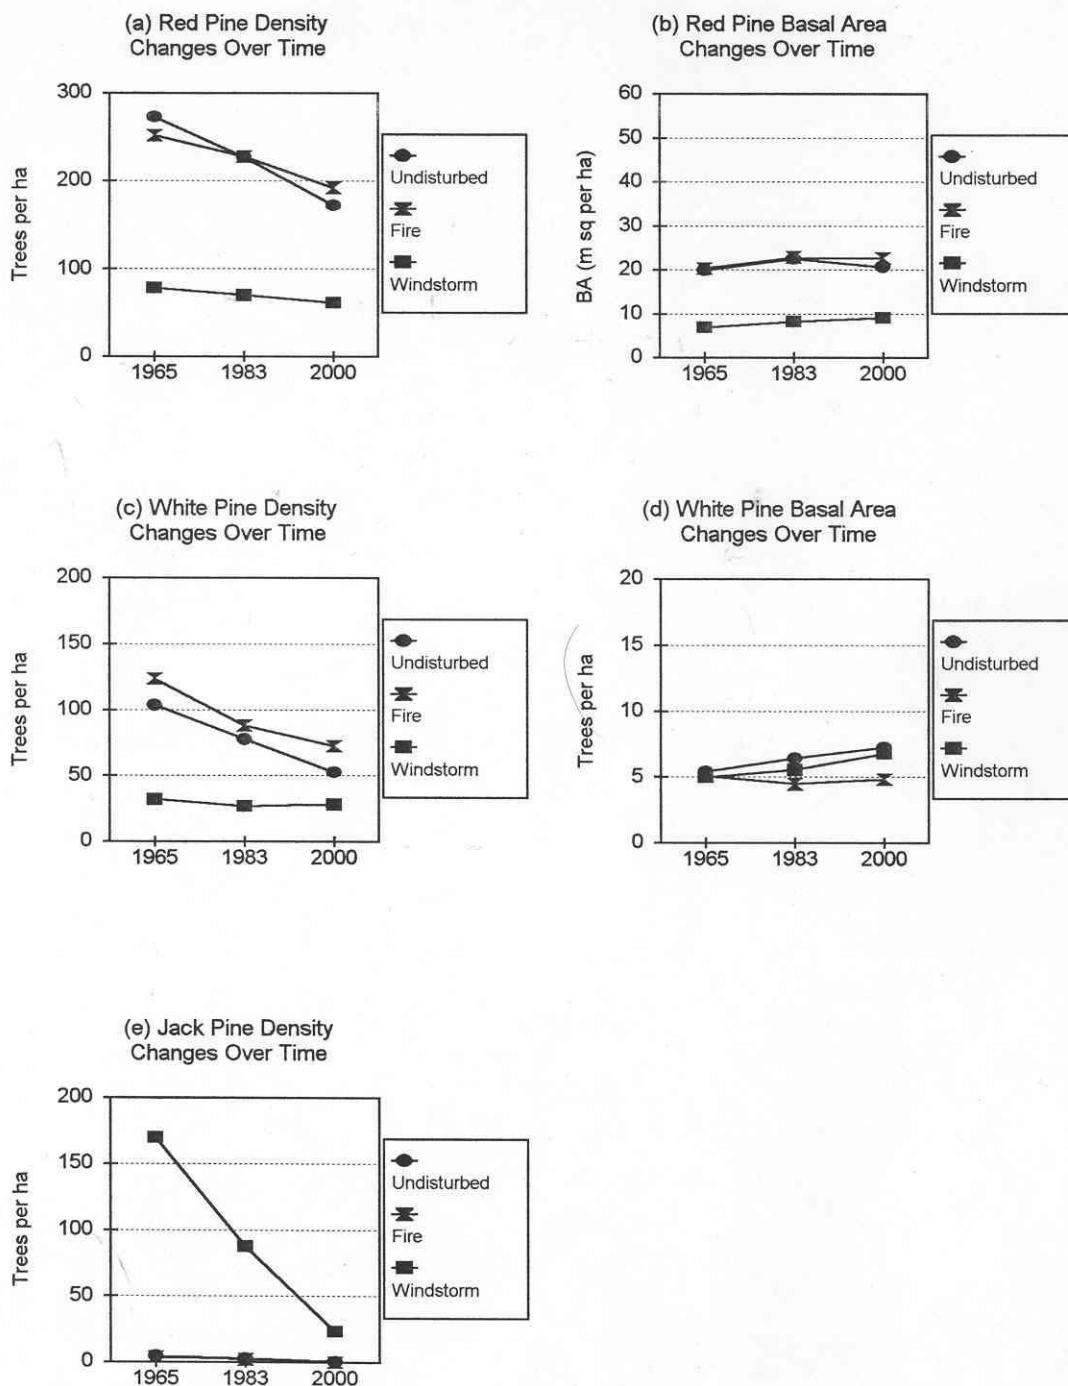 (a) Red Pine Density
Changes Over Time
300
200
100
0
Trees per ha
1965 1983 2000
Undisturbed
Fire
Windstorm
(b) Red Pine Basal Area
Changes Over Time
60
50
40
30
20
10
0
BA (m sq per ha)
1965 1983 2000
Undisturbed
Fire
Windstorm
(c) White Pine Density
Changes Over Time
200
150
100
50
0
Trees per ha
1965 1983 2000
Undisturbed
Fire
Windstorm
(d) White Pine Basal Area
Changes Over Time
20
15
10
5
0
Trees per ha
1965 1983 2000
Undisturbed
Fire
Windstorm
(e) Jack Pine Density
Changes Over Time
200
150
100
50
0
Trees per ha
1965 1983 2000
Undisturbed
Fire
Windstorm